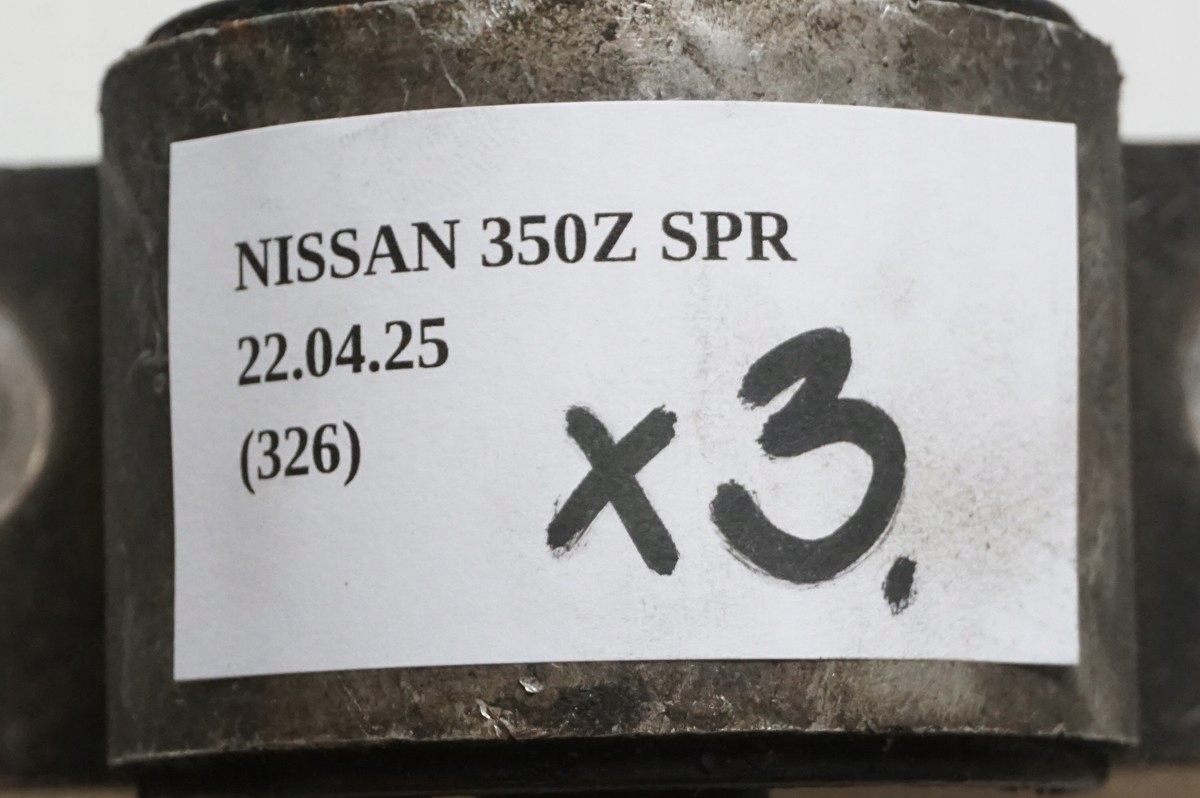 NISSAN 350Z SPR
22.04.25
(326)
x3.